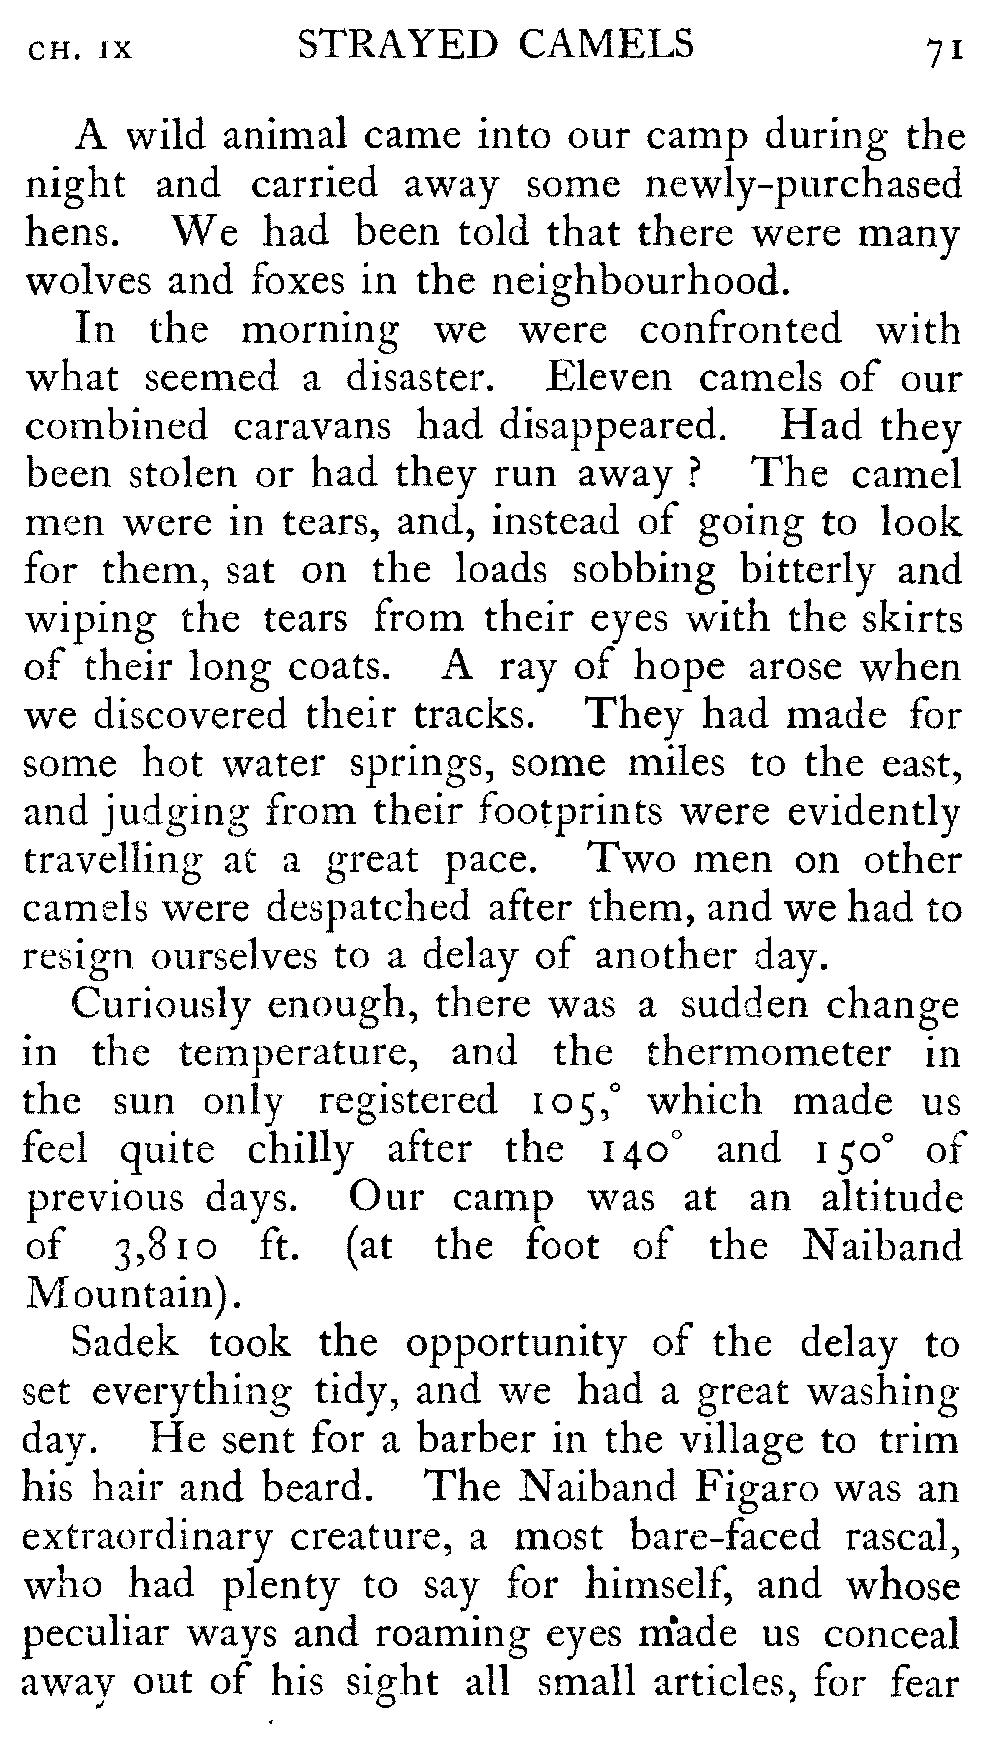 CH. IX STRAYED CAMELS 71
A wild animal came into our camp during the
night and carried away some newly-purchased
hens. We had been told that there were many
wolves and foxes in the neighbourhood.
In the morning we were confronted with
what seemed a disaster. Eleven camels of our
combined caravans had disappeared. Had they
been stolen or had they run away ? The camel
men were in tears, and, instead of going to look
for them, sat on the loads sobbing bitterly and
wiping the tears from their eyes with the skirts
of their long coats. A ray of hope arose when
we discovered their tracks. They had made for
some hot water springs, some miles to the east,
and judging from their footprints were evidently
travelling at a great pace. Two men on other
camels were despatched after them, and we had to
resign ourselves to a delay of another day.
Curiously enough, there was a sudden change
in the temperature, and the thermometer in
the sun only registered 105,° which made us
feel quite chilly after the 140° and 150° of
previous days. Our camp was at an altitude
of 3,810 ft. (at the foot of the Naiband
Mountain).
Sadek took the opportunity of the delay to
set everything tidy, and we had a great washing
day. He sent for a barber in the village to trim
his hair and beard. The Naiband Figaro was an
extraordinary creature, a most bare-faced rascal,
who had plenty to say for himself, and whose
peculiar ways and roaming eyes made us conceal
away out of his sight all small articles, for fear